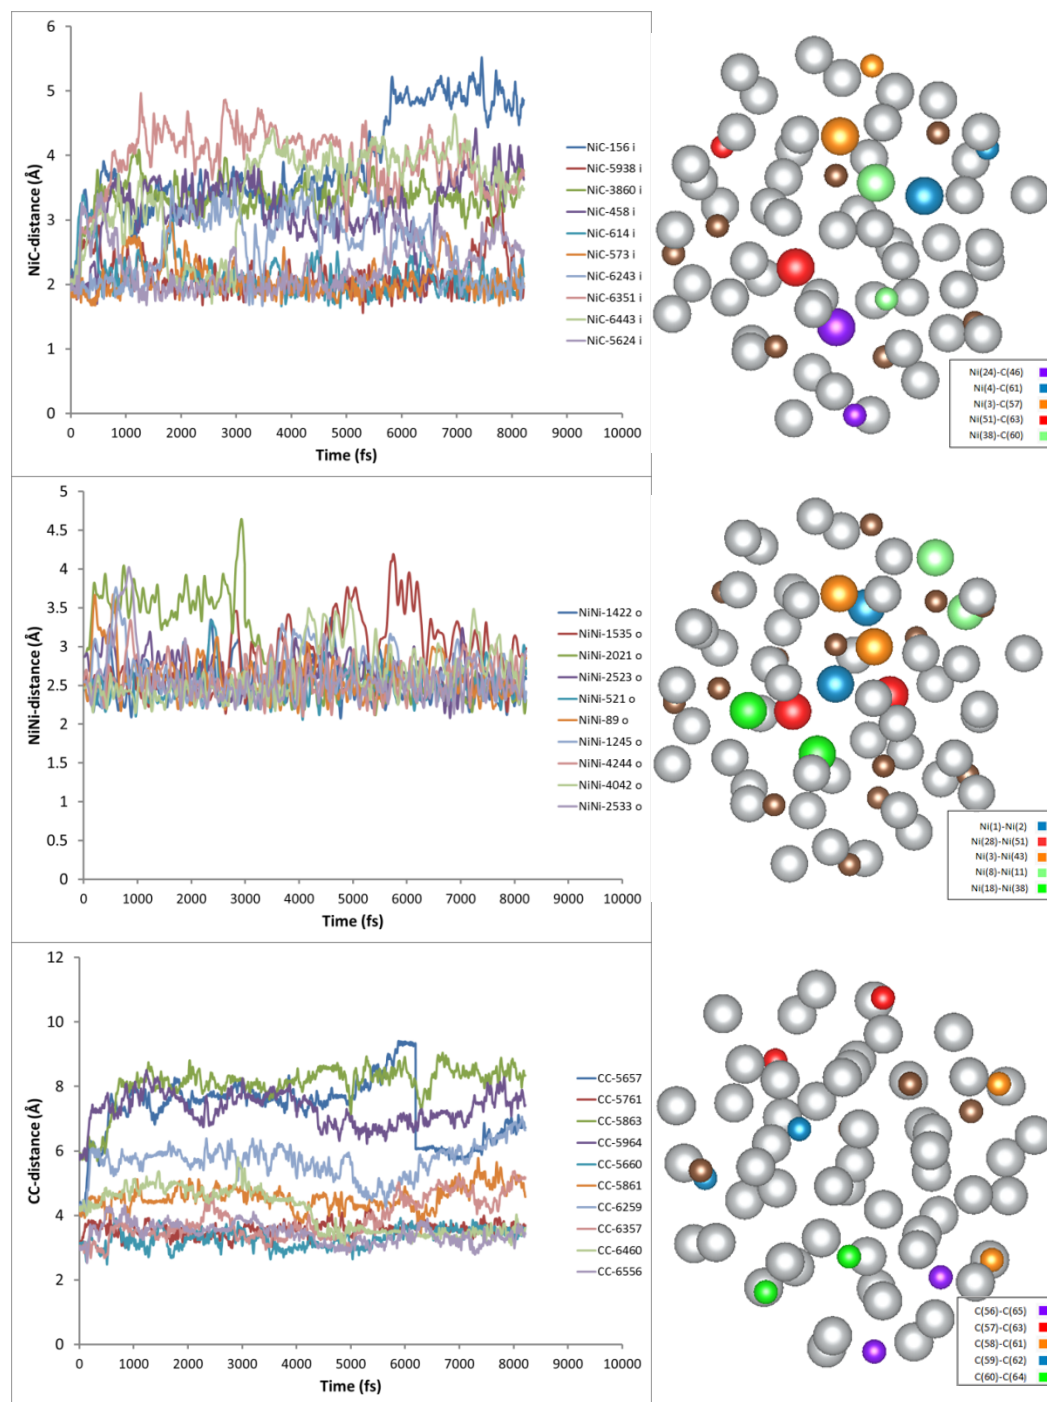 6
5
4
3
2
1
0
NiC-distance (Å)
0 1000 2000 3000 4000 5000 6000 7000 8000 9000 10000
Time (fs)
NiC-156 i
NiC-5938 i
NiC-3860 i
NiC-458 i
NiC-614 i
NiC-573 i
NiC-6243 i
NiC-6351 i
NiC-6443 i
NiC-5624 i
Ni(24)-C(46)
Ni(4)-C(61)
Ni(3)-C(57)
Ni(51)-C(63)
Ni(38)-C(60)
5
4.5
4
3.5
3
2.5
2
1.5
1
0.5
0
NiNi-distance (Å)
0 1000 2000 3000 4000 5000 6000 7000 8000 9000 10000
Time (fs)
NiNi-1422 o
NiNi-1535 o
NiNi-2021 o
NiNi-2523 o
NiNi-521 o
NiNi-89 o
NiNi-1245 o
NiNi-4244 o
NiNi-4042 o
NiNi-2533 o
Ni(1)-Ni(2)
Ni(28)-Ni(51)
Ni(3)-Ni(43)
Ni(8)-Ni(11)
Ni(18)-Ni(38)
12
10
8
6
4
2
0
CC-distance (Å)
0 1000 2000 3000 4000 5000 6000 7000 8000 9000 10000
Time (fs)
CC-5657
CC-5761
CC-5863
CC-5964
CC-5660
CC-5861
CC-6259
CC-6357
CC-6460
CC-6556
C(56)-C(65)
C(57)-C(63)
C(58)-C(61)
C(59)-C(62)
C(60)-C(64)